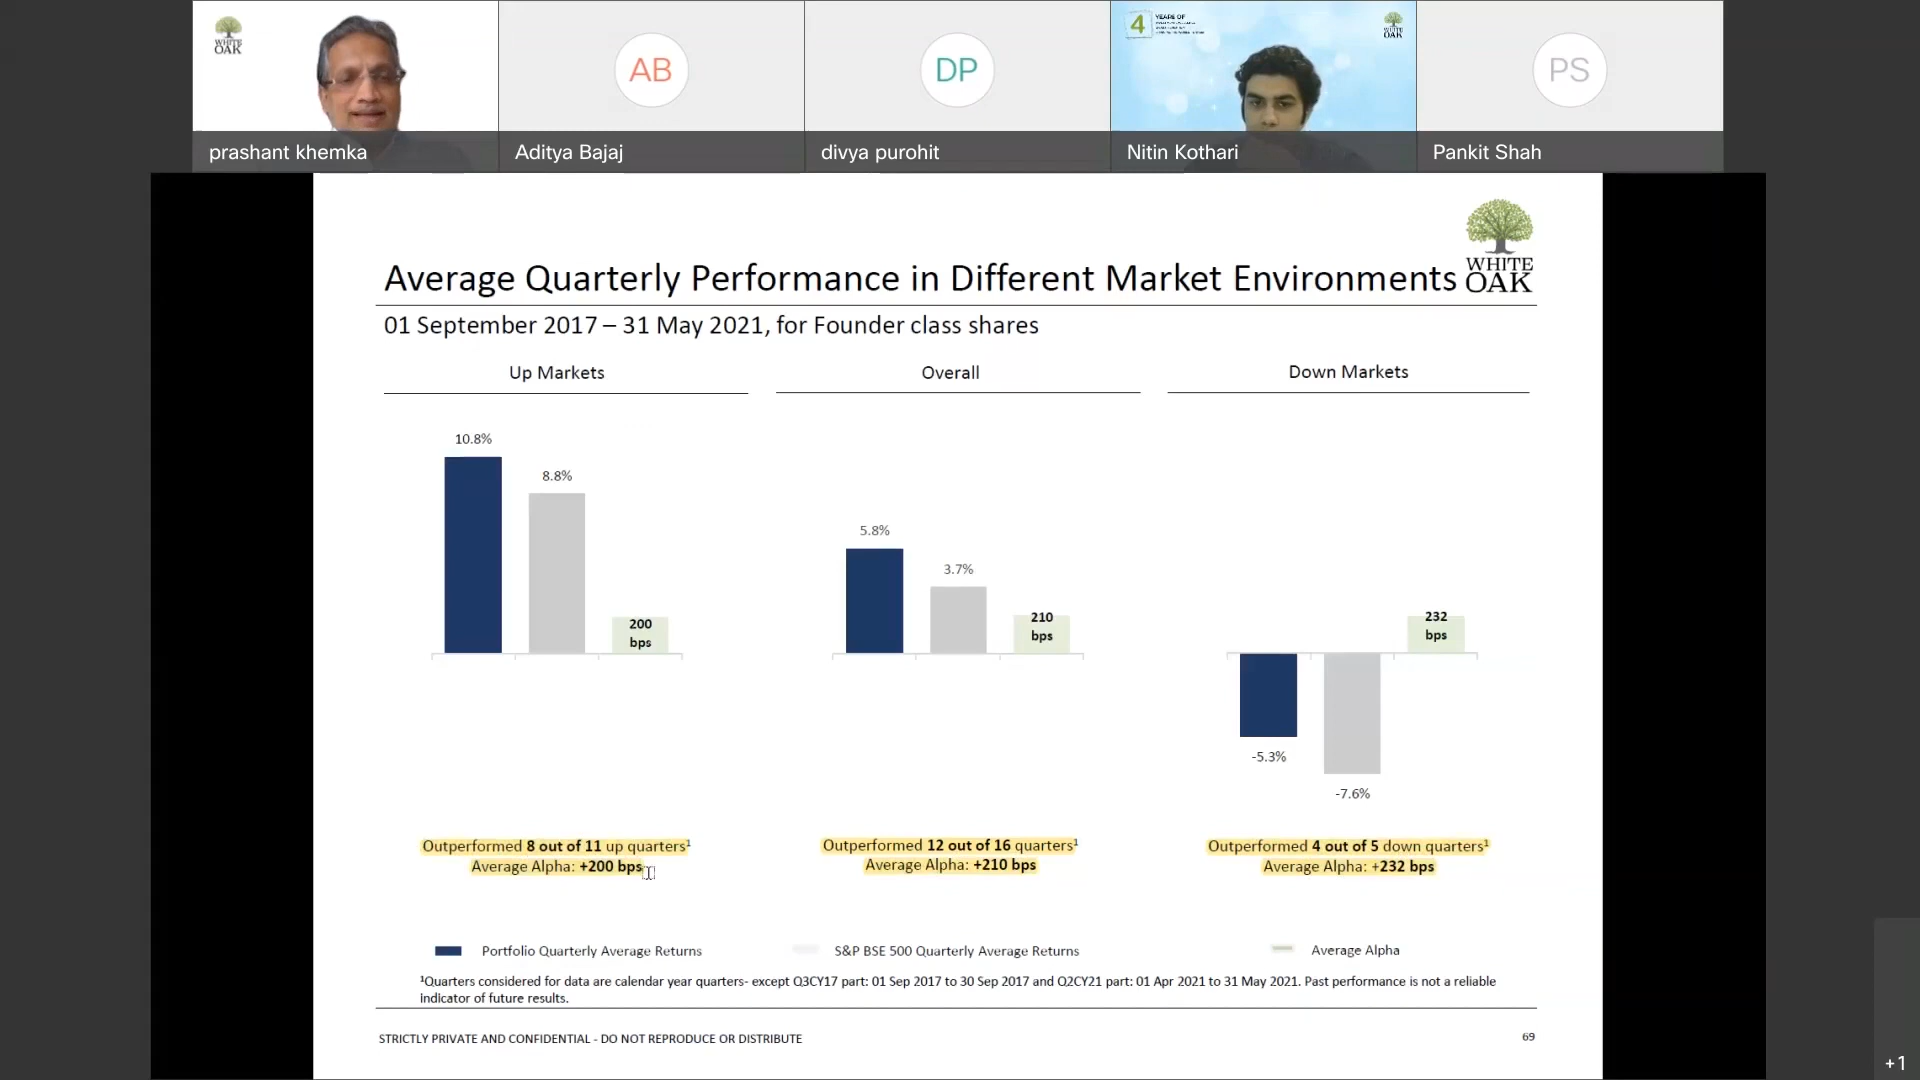 WHITE
OAK
prashant khemka
AB
Aditya Bajaj
DP
divya purohit
4 YEARS OF
WHITE
OAK
Nitin Kothari
PS
Pankit Shah
WHITE
OAK
Average Quarterly Performance in Different Market Environments
01 September 2017 – 31 May 2021, for Founder class shares
Up Markets
Overall
Down Markets
10.8%
8.8%
200
bps
5.8%
3.7%
210
bps
232
bps
-5.3%
-7.6%
Outperformed 8 out of 11 up quarters¹
Average Alpha: +200 bps
Outperformed 12 out of 16 quarters¹
Average Alpha: +210 bps
Outperformed 4 out of 5 down quarters¹
Average Alpha: +232 bps
Portfolio Quarterly Average Returns
S&P BSE 500 Quarterly Average Returns
Average Alpha
¹Quarters considered for data are calendar year quarters- except Q3CY17 part: 01 Sep 2017 to 30 Sep 2017 and Q2CY21 part: 01 Apr 2021 to 31 May 2021. Past performance is not a reliable
indicator of future results.
STRICTLY PRIVATE AND CONFIDENTIAL - DO NOT REPRODUCE OR DISTRIBUTE
69
+1